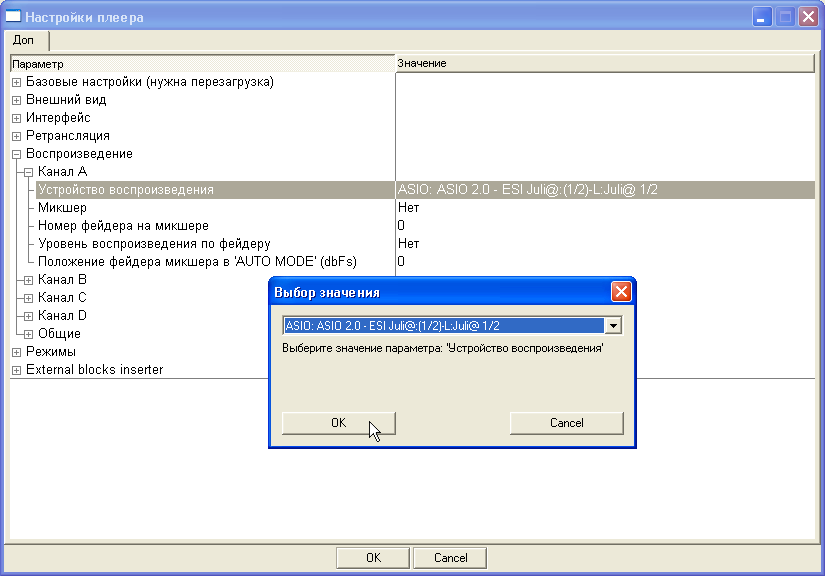 Настройки плеера
Доп
Параметр Значение
Базовые настройки (нужна перезагрузка)
Внешний вид
Интерфейс
Ретрансляция
Воспроизведение
Канал A
Устройство воспроизведения ASIO: ASIO 2.0 - ESI Juli@:(1/2)-L:Juli@ 1/2
Микшер Нет
Номер фейдера на микшере 0
Уровень воспроизведения по фейдеру Нет
Положение фейдера микшера в 'AUTO MODE' (dbFs) 0
Канал B
Канал C
Канал D
Общие
Режимы
External blocks inserter
Выбор значения
ASIO: ASIO 2.0 - ESI Juli@:(1/2)-L:Juli@ 1/2
Выберите значение параметра: 'Устройство воспроизведения'
OK Cancel
OK Cancel